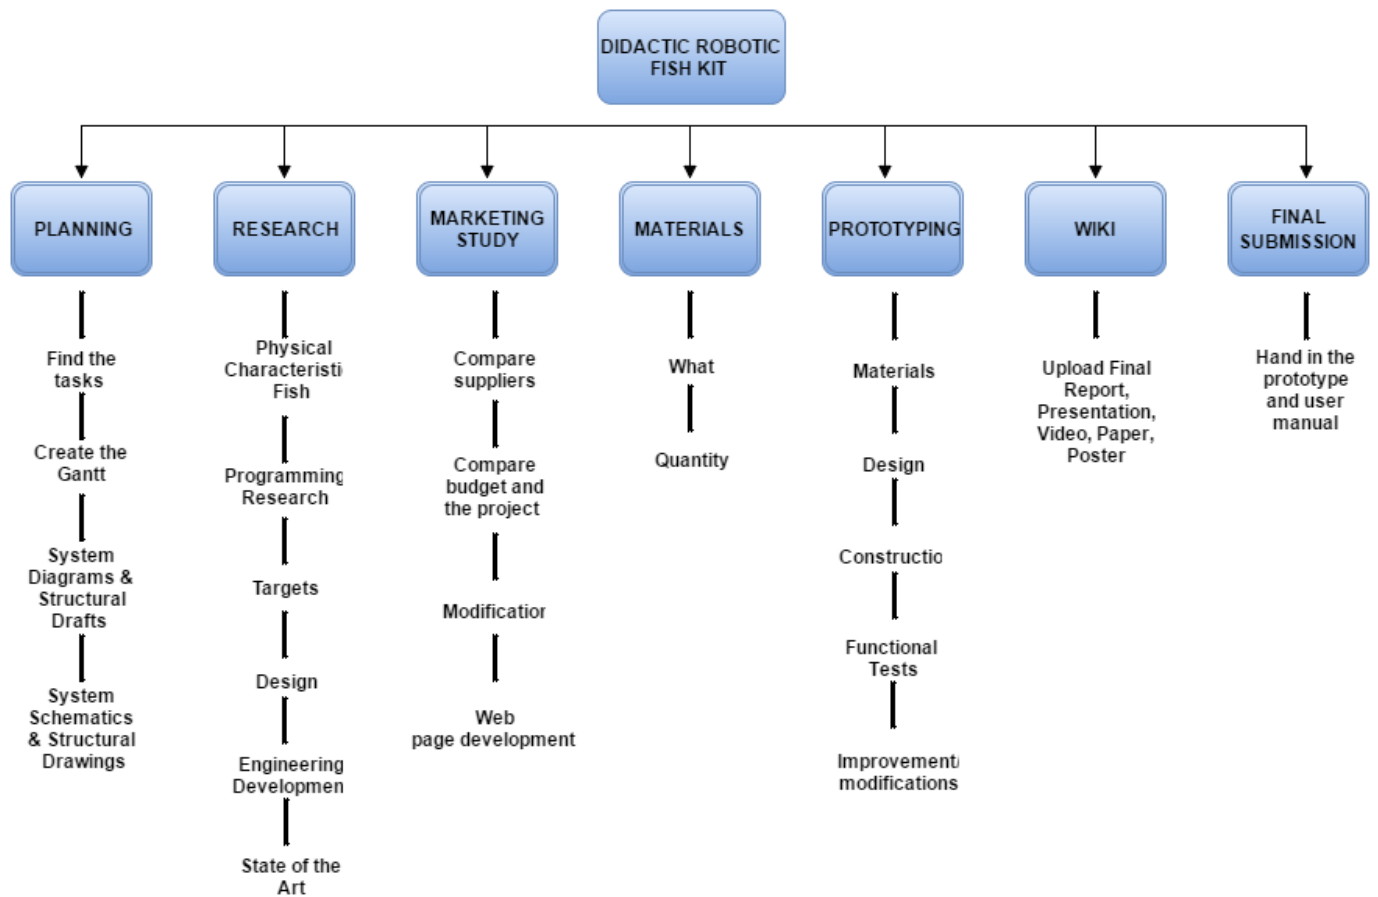 DIDACTIC ROBOTIC
FISH KIT
PLANNING
RESEARCH
MARKETING
STUDY
MATERIALS
PROTOTYPING
WIKI
FINAL
SUBMISSION
Find the
tasks
Create the
Gantt
System
Diagrams &
Structural
Drafts
System
Schematics
& Structural
Drawings
Physical
Characteristi
Fish
Programming
Research
Targets
Design
Engineering
Developmen
State of the
Art
Compare
suppliers
Compare
budget and
the project
Modification
Web
page development
What
Quantity
Materials
Design
Constructio
Functional
Tests
Improvement/
modifications
Upload Final
Report,
Presentation,
Video, Paper,
Poster
Hand in the
prototype
and user
manual